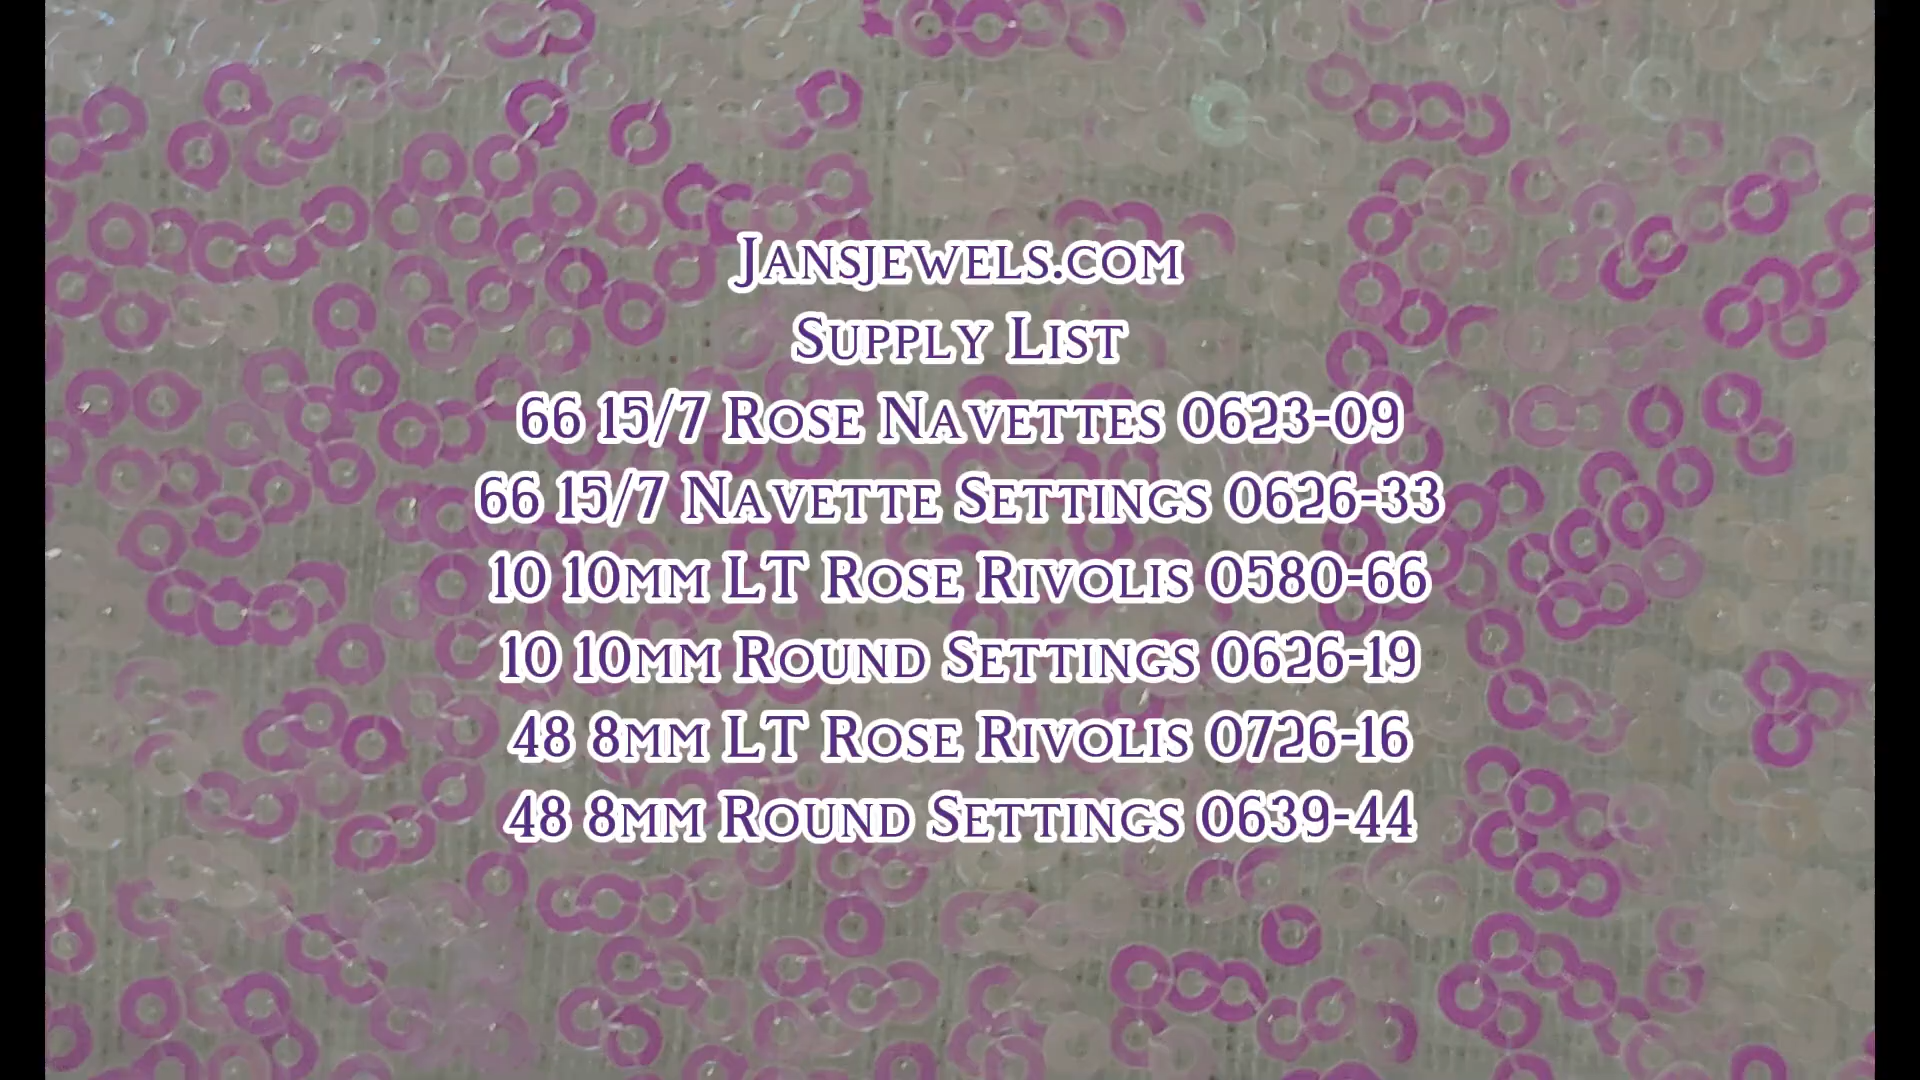 Jansjewels.com
Supply List
66 15/7 Rose Navettes 0623-09
66 15/7 Navette Settings 0626-33
10 10mm LT Rose Rivolis 0580-66
10 10mm Round Settings 0626-19
48 8mm LT Rose Rivolis 0726-16
48 8mm Round Settings 0639-44